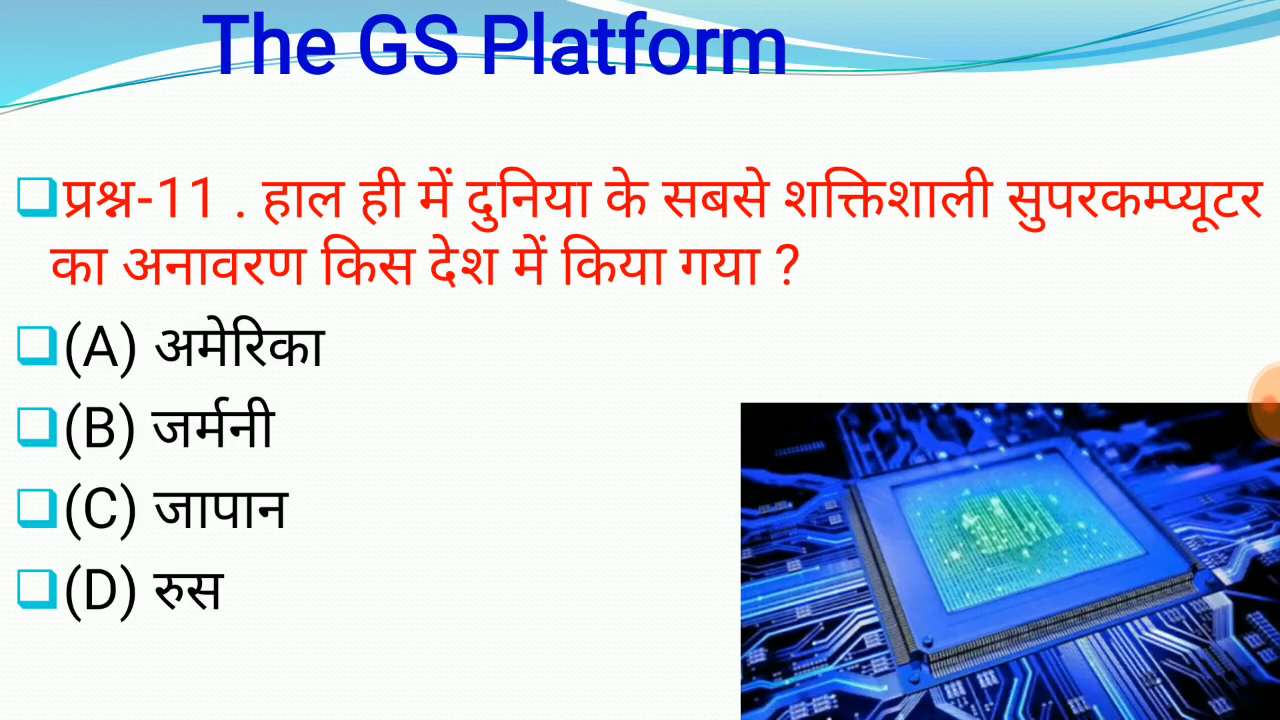 The GS Platform
प्रश्न-11 . हाल ही में दुनिया के सबसे शक्तिशाली सुपरकम्प्यूटर
का अनावरण किस देश में किया गया ?
(A) अमेरिका
(B) जर्मनी
(C) जापान
(D) रुस